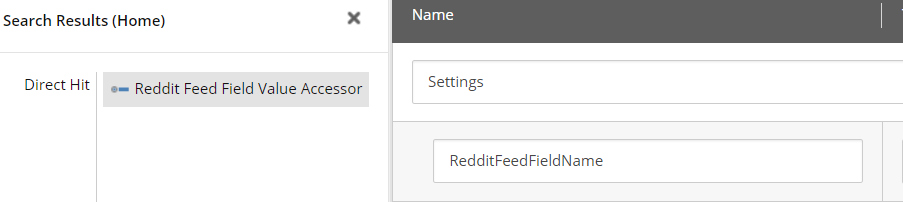 Search Results (Home)
Name
Direct Hit
Reddit Feed Field Value Accessor
Settings
RedditFeedFieldName